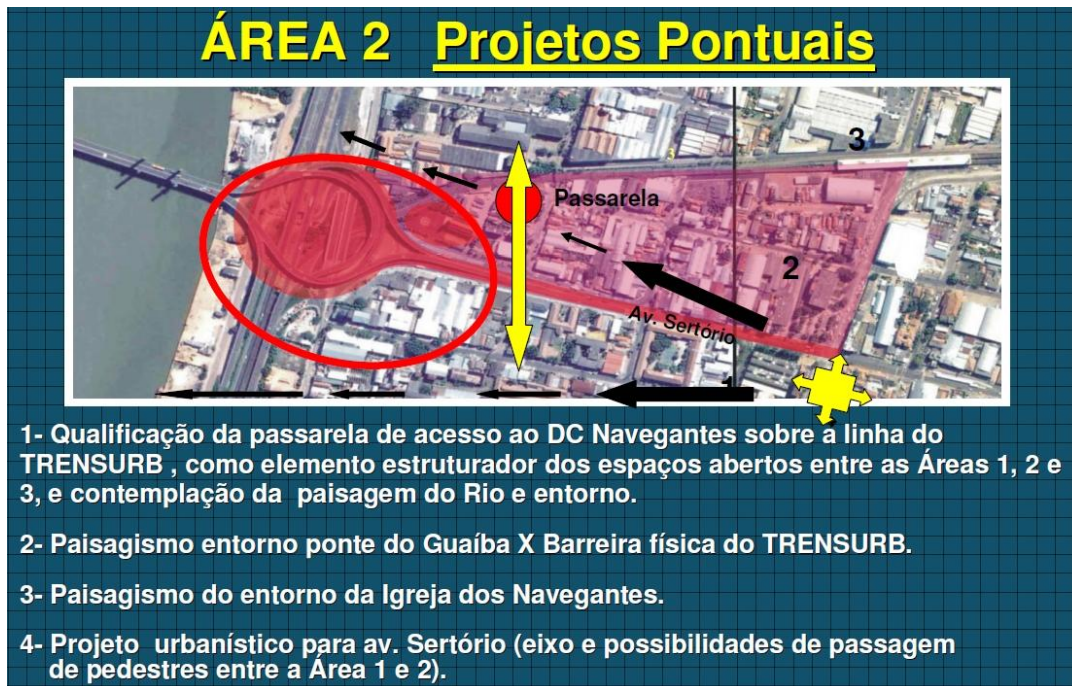 ÁREA 2 Projetos Pontuais
3
3
Passarela
2
Av. Sertório
1
1- Qualificação da passarela de acesso ao DC Navegantes sobre a linha do
TRENSURB , como elemento estruturador dos espaços abertos entre as Áreas 1, 2 e
3, e contemplação da paisagem do Rio e entorno.
2- Paisagismo entorno ponte do Guaíba X Barreira física do TRENSURB.
3- Paisagismo do entorno da Igreja dos Navegantes.
4- Projeto urbanístico para av. Sertório (eixo e possibilidades de passagem
de pedestres entre a Área 1 e 2).